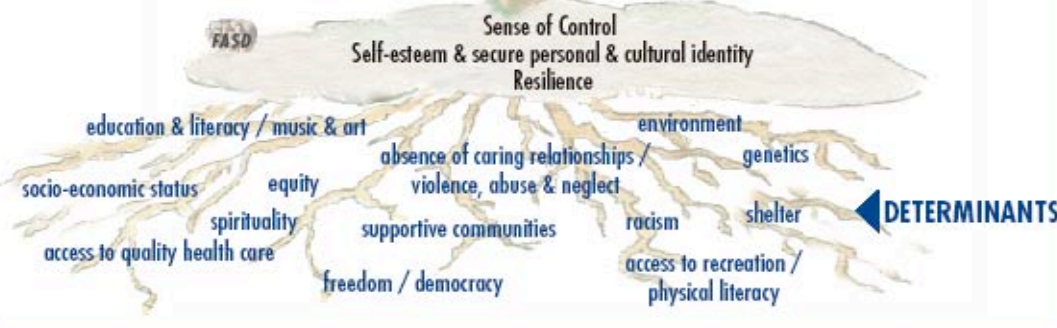 FASD
Sense of Control
Self-esteem & secure personal & cultural identity
Resilience
education & literacy / music & art
environment
absence of caring relationships /
violence, abuse & neglect
genetics
socio-economic status
equity
spirituality
supportive communities
racism
shelter
DETERMINANTS
access to quality health care
freedom / democracy
access to recreation /
physical literacy